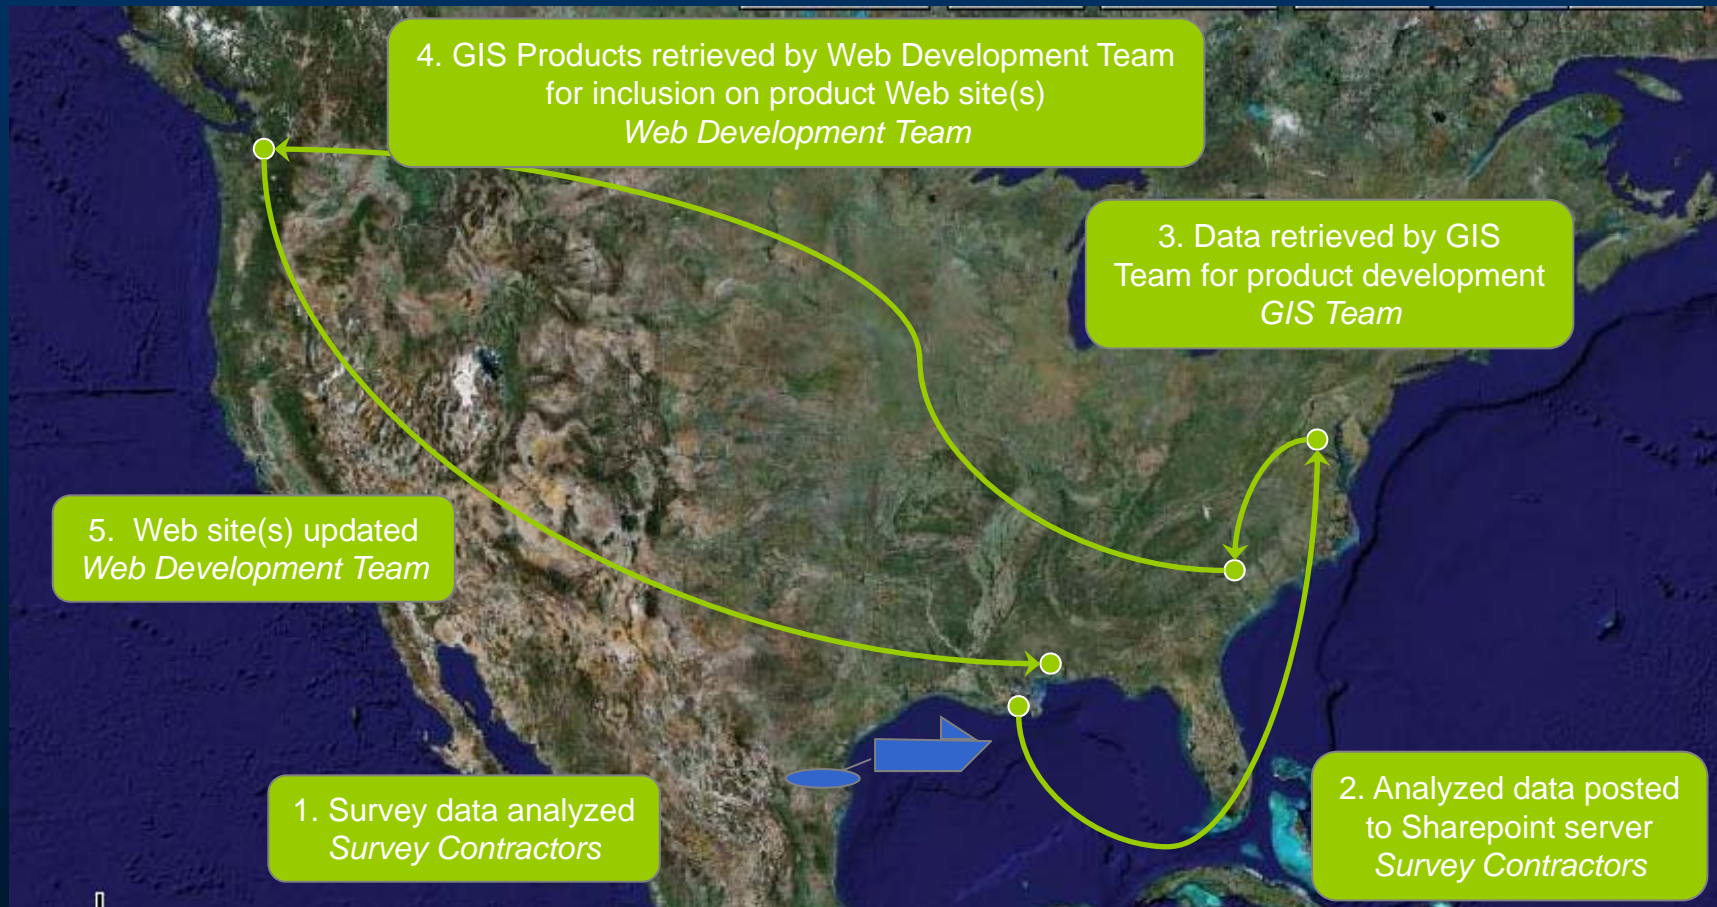 4. GIS Products retrieved by Web Development Team
for inclusion on product Web site(s)
Web Development Team
3. Data retrieved by GIS
Team for product development
GIS Team
5.  Web site(s) updated
Web Development Team
1. Survey data analyzed
Survey Contractors
2. Analyzed data posted
to Sharepoint server
Survey Contractors